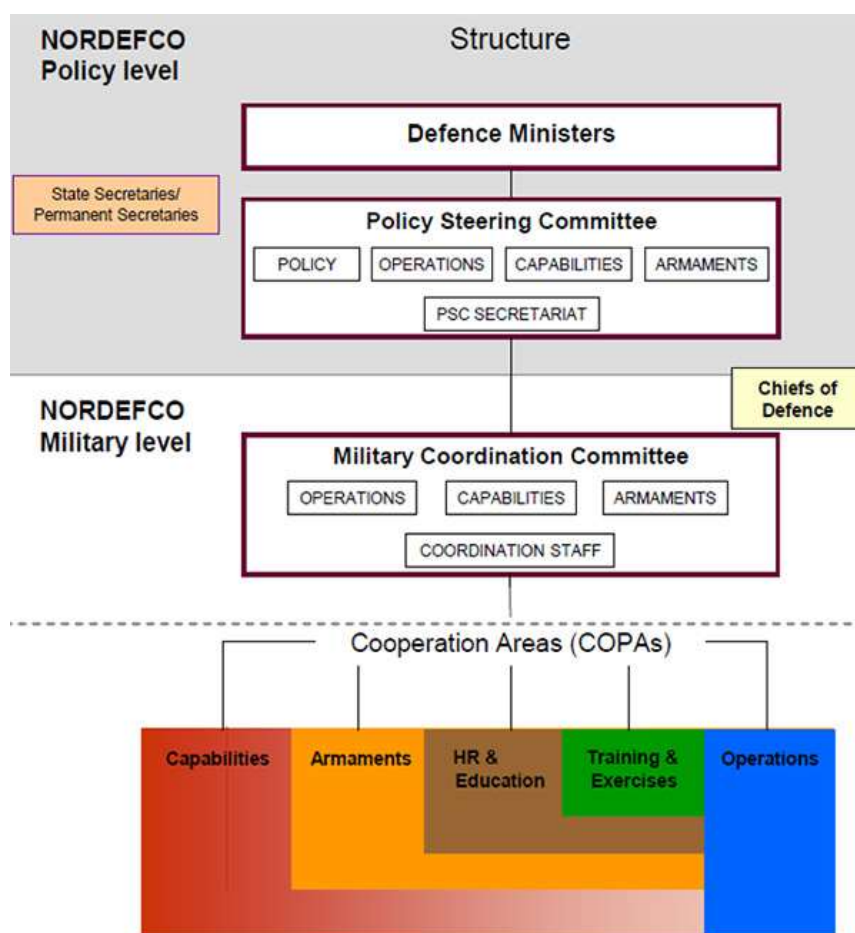 NORDEFCO
Policy level
Structure
Defence Ministers
State Secretaries/
Permanent Secretaries
Policy Steering Committee
POLICY
OPERATIONS
CAPABILITIES
ARMAMENTS
PSC SECRETARIAT
Chiefs of
Defence
NORDEFCO
Military level
Military Coordination Committee
OPERATIONS
CAPABILITIES
ARMAMENTS
COORDINATION STAFF
Cooperation Areas (COPAs)
Capabilities
Armaments
HR &
Education
Training &
Exercises
Operations